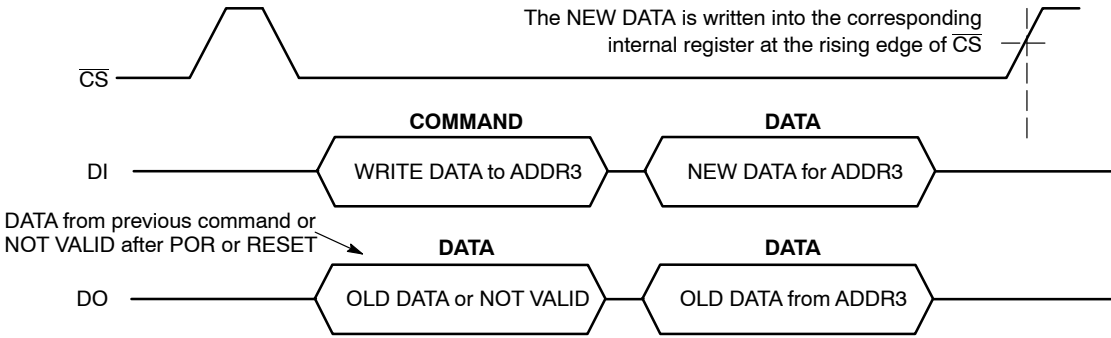 The NEW DATA is written into the corresponding
internal register at the rising edge of CS
CS
COMMAND
DATA
DI
WRITE DATA to ADDR3
NEW DATA for ADDR3
DATA from previous command or
NOT VALID after POR or RESET
DATA
DATA
DO
OLD DATA or NOT VALID
OLD DATA from ADDR3